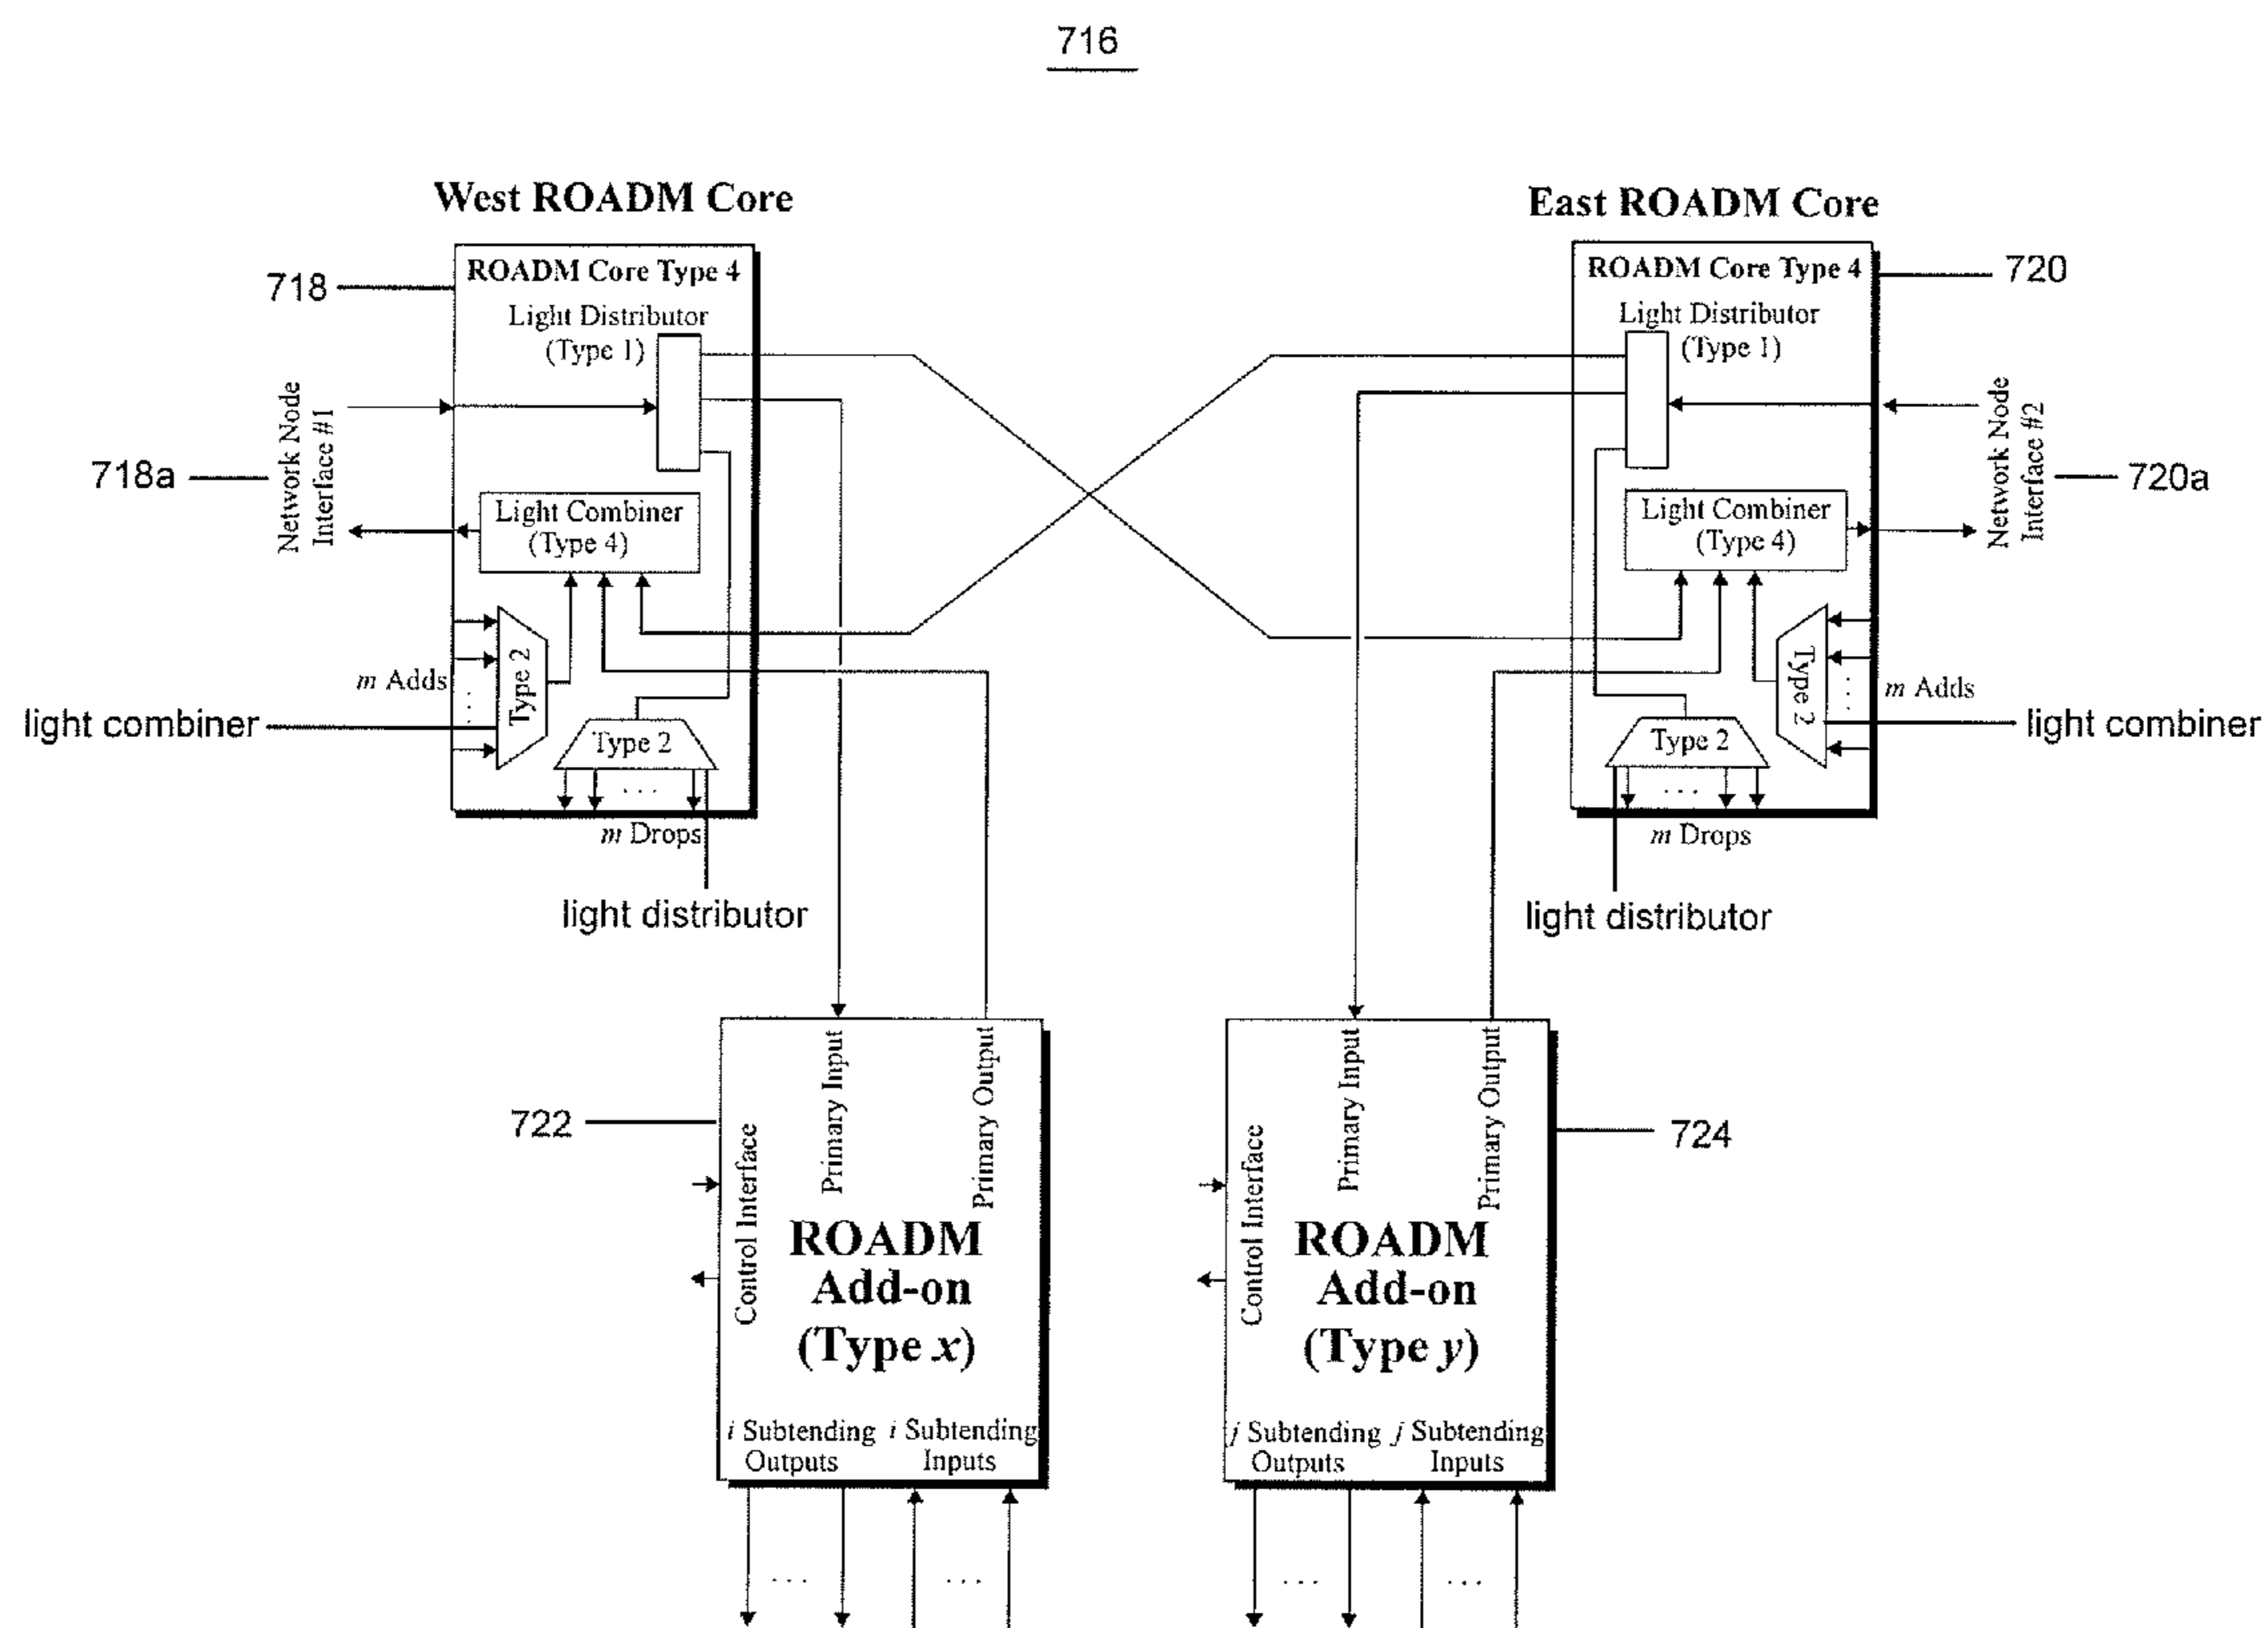 716
West ROADM Core
East ROADM Core
718
ROADM Core Type 4
Light Distributor
(Type 1)
Network Node
Interface #1
718a
Light Combiner
(Type 4)
m Adds
. . .
Type 2
light combiner
Type 2
. . .
m Drops
light distributor
ROADM Core Type 4
720
Light Distributor
(Type 1)
Network Node
Interface #2
720a
Light Combiner
(Type 4)
Type 2
. . .
m Adds
light combiner
Type 2
. . .
m Drops
light distributor
722
Control Interface
Primary Input
Primary Output
ROADM
Add-on
(Type x)
i Subtending
Outputs
i Subtending
Inputs
. . .
. . .
724
Control Interface
Primary Input
Primary Output
ROADM
Add-on
(Type y)
j Subtending
Outputs
j Subtending
Inputs
. . .
. . .